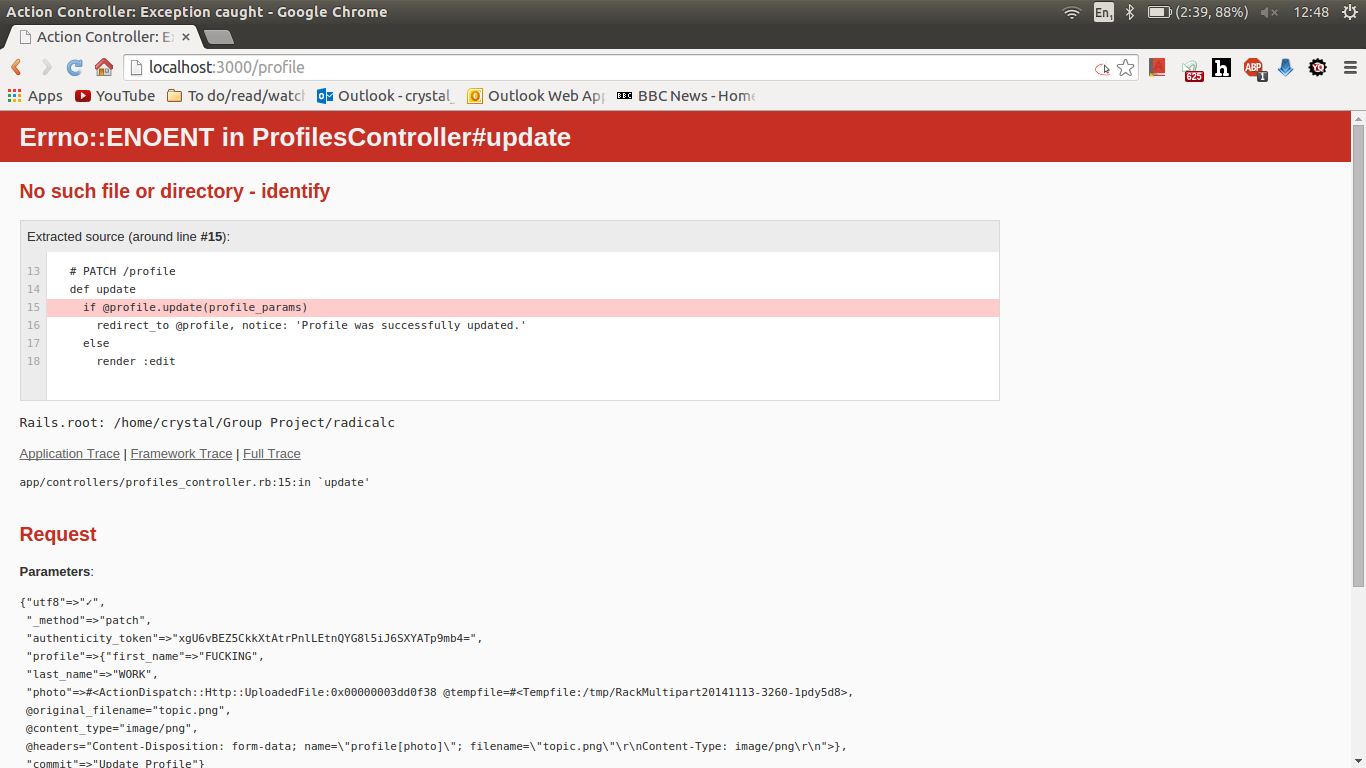 Action Controller: Exception caught - Google Chrome
En1
(2:39, 88%)
12:48
Action Controller: Ex
localhost:3000/profile
625
h
ABP
1
Apps
YouTube
To do/read/watch
Outlook - crystal_
Outlook Web App
BBC
BBC News - Home
Errno::ENOENT in ProfilesController#update
No such file or directory - identify
Extracted source (around line #15):
13 # PATCH /profile
14 def update
15 if @profile.update(profile_params)
16 redirect_to @profile, notice: 'Profile was successfully updated.'
17 else
18 render :edit
Rails.root: /home/crystal/Group Project/radicalc
Application Trace | Framework Trace | Full Trace
app/controllers/profiles_controller.rb:15:in `update'
Request
Parameters:
{"utf8"=>"✓",
"_method"=>"patch",
"authenticity_token"=>"xgU6vBEZ5CkkXtAtrPnlLEtnQYG8l5iJ6SXYATp9mb4=",
"profile"=>{"first_name"=>"FUCKING",
"last_name"=>"WORK",
"photo"=>#<ActionDispatch::Http::UploadedFile:0x00000003dd0f38 @tempfile=#<Tempfile:/tmp/RackMultipart20141113-3260-1pdy5d8>,
@original_filename="topic.png",
@content_type="image/png",
@headers="Content-Disposition: form-data; name=\"profile[photo]\"; filename=\"topic.png\"\r\nContent-Type: image/png\r\n">},
"commit"=>"Update Profile"}